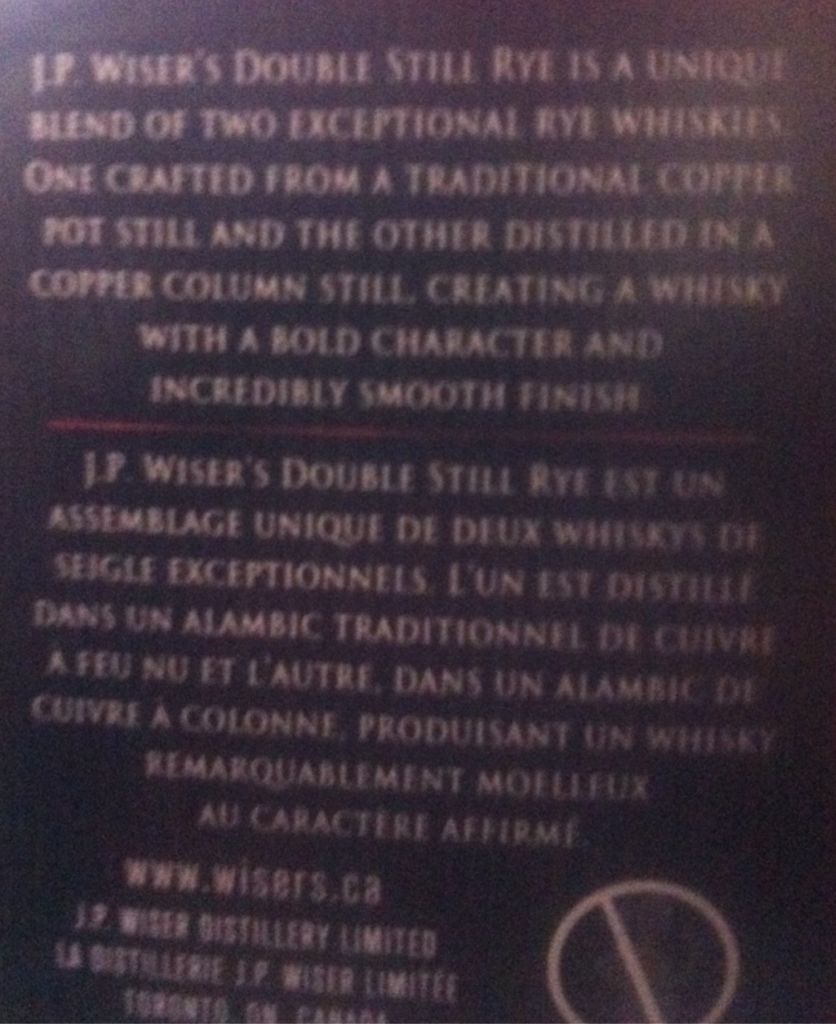 J.P. WISER'S DOUBLE STILL RYE IS A UNIQUE
BLEND OF TWO EXCEPTIONAL RYE WHISKIES.
ONE CRAFTED FROM A TRADITIONAL COPPER
POT STILL AND THE OTHER DISTILLED IN A
COPPER COLUMN STILL, CREATING A WHISKY
WITH A BOLD CHARACTER AND
INCREDIBLY SMOOTH FINISH.
J.P. WISER'S DOUBLE STILL RYE EST UN
ASSEMBLAGE UNIQUE DE DEUX WHISKYS DE
SEIGLE EXCEPTIONNELS. L'UN EST DISTILLÉ
DANS UN ALAMBIC TRADITIONNEL DE CUIVRE
À FEU NU ET L'AUTRE, DANS UN ALAMBIC DE
CUIVRE À COLONNE, PRODUISANT UN WHISKY
REMARQUABLEMENT MOELLEUX
AU CARACTÈRE AFFIRMÉ.
www.wisers.ca
J.P. WISER DISTILLERY LIMITED
LA DISTILLERIE J.P. WISER LIMITÉE
TORONTO, ON, CANADA